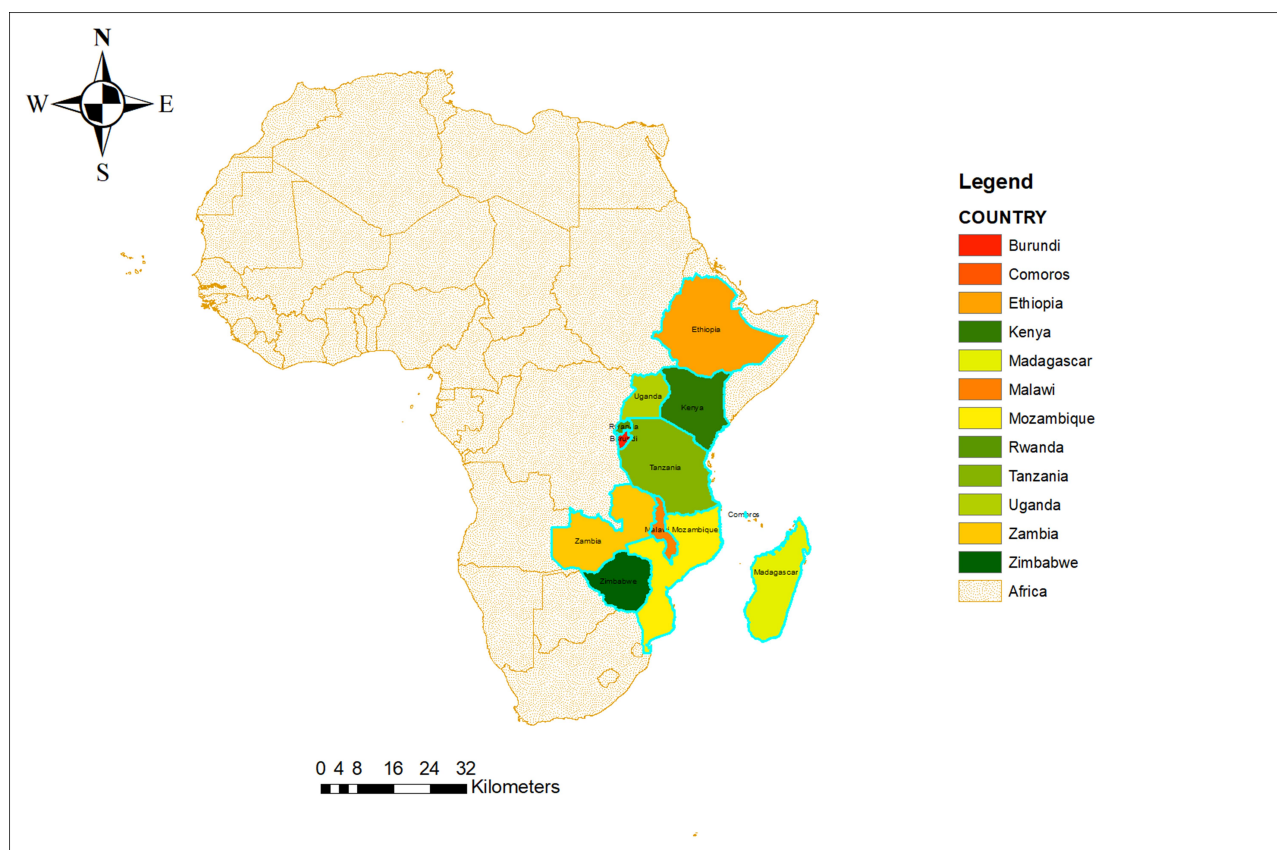 N
W E
S
Legend
COUNTRY
Burundi
Comoros
Ethiopia
Kenya
Madagascar
Malawi
Mozambique
Rwanda
Tanzania
Uganda
Zambia
Zimbabwe
Africa
Ethiopia
Uganda
Kenya
Rwanda
Burundi
Tanzania
Comoros
Malawi Mozambique
Zambia
Madagascar
Zimbabwe
0 4 8 16 24 32
Kilometers